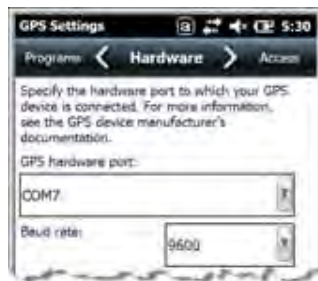 GPS Settings 5:30
Programs Hardware Access
Specify the hardware port to which your GPS
device is connected. For more information,
see the GPS device manufacturer's
documentation.
GPS hardware port:
COM7
Baud rate:
9600